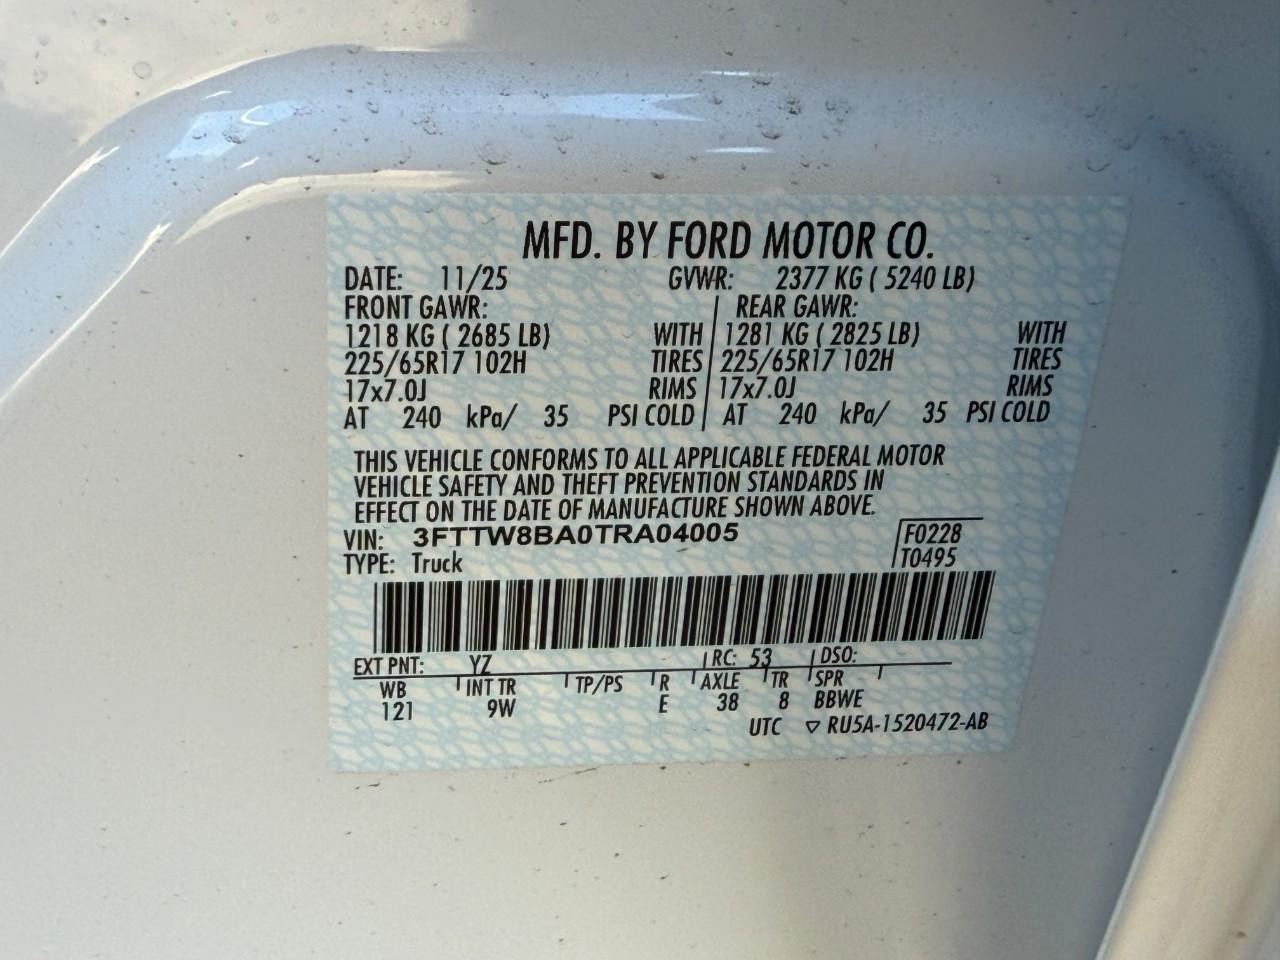 MFD. BY FORD MOTOR CO.
DATE: 11/25 GVWR: 2377 KG ( 5240 LB)
FRONT GAWR: REAR GAWR:
1218 KG ( 2685 LB) WITH 1281 KG ( 2825 LB) WITH
225/65R17 102H TIRES 225/65R17 102H TIRES
17x7.0J RIMS 17x7.0J RIMS
AT 240 kPa/ 35 PSI COLD AT 240 kPa/ 35 PSI COLD
THIS VEHICLE CONFORMS TO ALL APPLICABLE FEDERAL MOTOR
VEHICLE SAFETY AND THEFT PREVENTION STANDARDS IN
EFFECT ON THE DATE OF MANUFACTURE SHOWN ABOVE.
VIN: 3FTTW8BA0TRA04005 F0228
TYPE: Truck T0495
EXT PNT: YZ RC: 53 DSO:
WB INT TR TP/PS R AXLE TR SPR
121 9W E 38 8 BBWE
UTC ▽ RU5A-1520472-AB